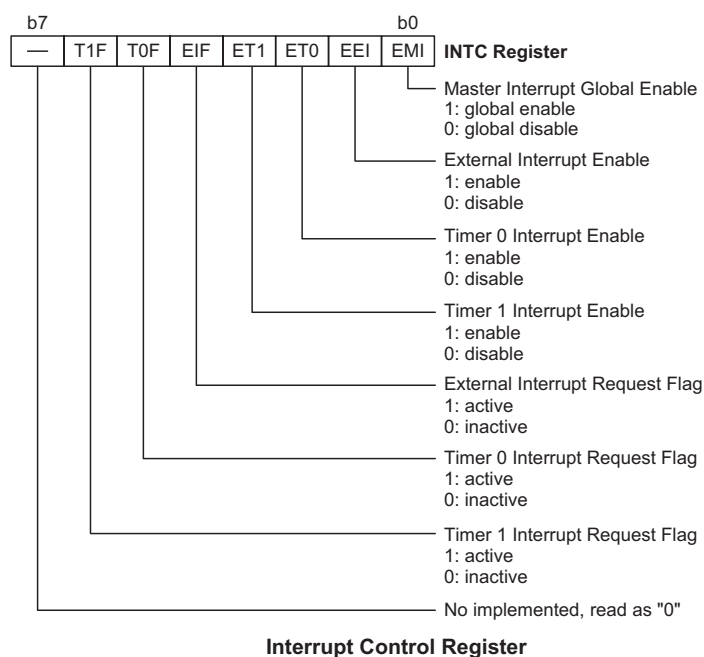 b7 b0
— T1F T0F EIF ET1 ET0 EEI EMI INTC Register
Master Interrupt Global Enable
1: global enable
0: global disable
External Interrupt Enable
1: enable
0: disable
Timer 0 Interrupt Enable
1: enable
0: disable
Timer 1 Interrupt Enable
1: enable
0: disable
External Interrupt Request Flag
1: active
0: inactive
Timer 0 Interrupt Request Flag
1: active
0: inactive
Timer 1 Interrupt Request Flag
1: active
0: inactive
No implemented, read as "0"
Interrupt Control Register